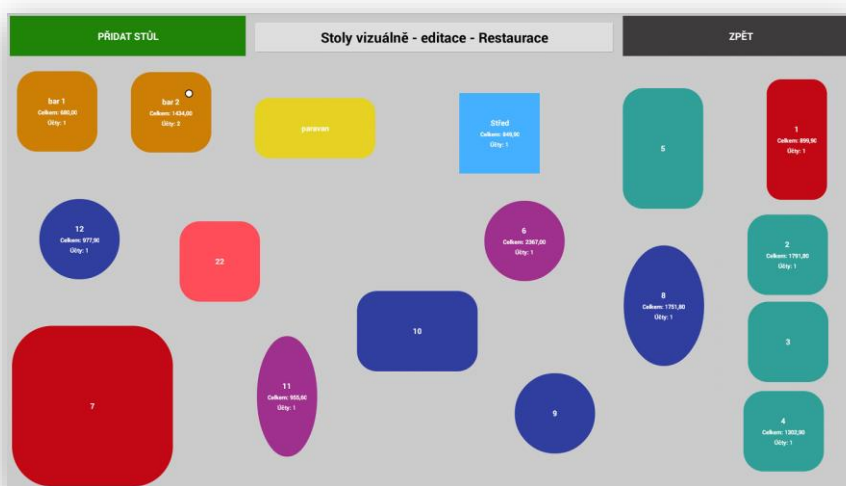 PŘIDAT STŮL
Stoly vizuálně - editace - Restaurace
ZPĚT
bar 1
Celkem: 680,00
Účty: 1
bar 2
Celkem: 1434,00
Účty: 2
paravan
Střed
Celkem: 849,90
Účty: 1
5
1
Celkem: 899,90
Účty: 1
12
Celkem: 977,90
Účty: 1
22
6
Celkem: 2367,00
Účty: 1
2
Celkem: 1791,80
Účty: 1
8
Celkem: 1751,80
Účty: 1
10
3
7
11
Celkem: 955,60
Účty: 1
9
4
Celkem: 1302,90
Účty: 1